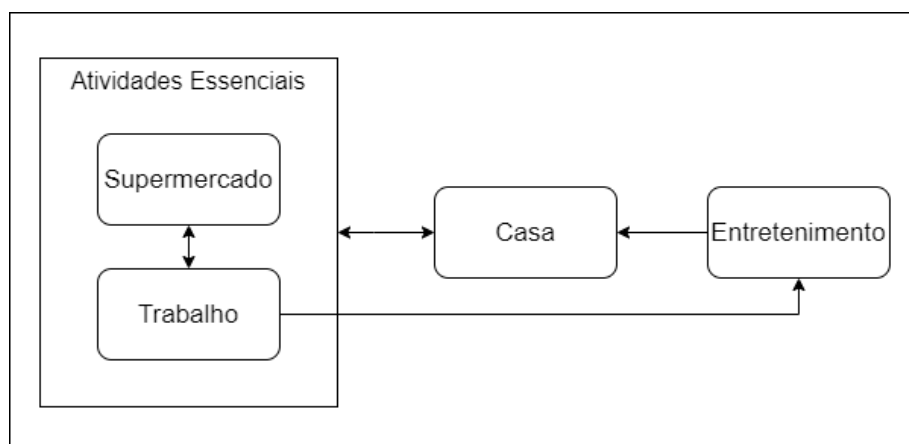 Atividades Essenciais
Supermercado
Casa
Entretenimento
Trabalho